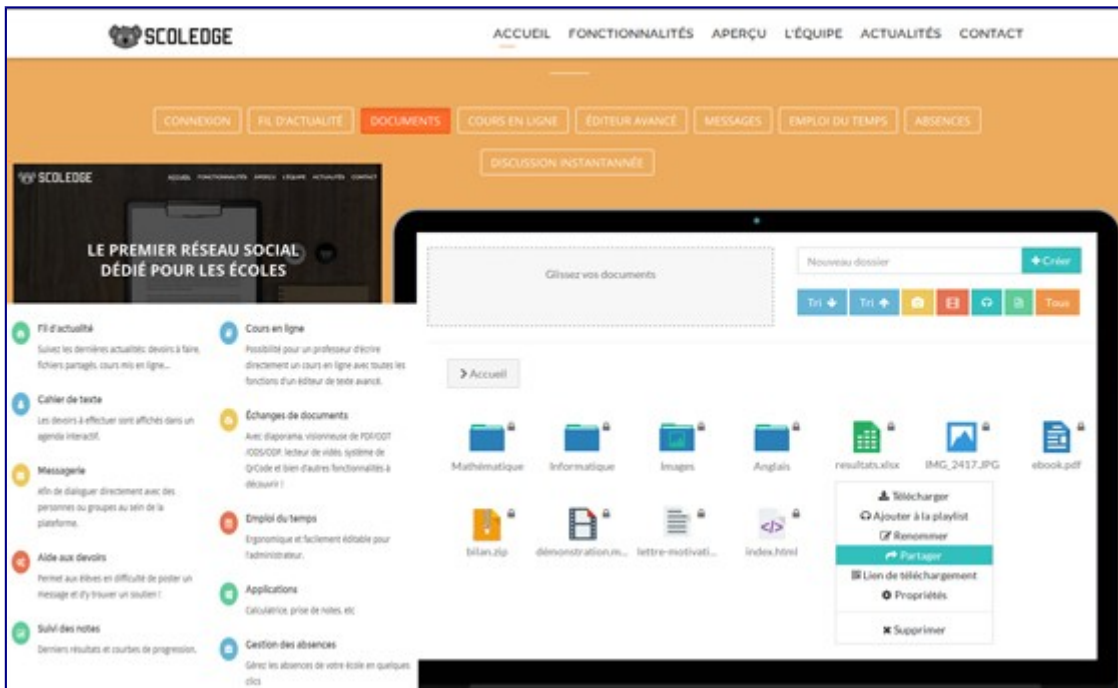 SCOLEDGE
ACCUEIL FONCTIONNALITÉS APERÇU L'ÉQUIPE ACTUALITÉS CONTACT
CONNEXION FIL D'ACTUALITÉ DOCUMENTS COURS EN LIGNE ÉDITEUR AVANCÉ MESSAGES EMPLOI DU TEMPS ABSENCES
DISCUSSION INSTANTANNÉE
SCOLEDGE
ACCUEIL FONCTIONNALITÉS APERÇU L'ÉQUIPE ACTUALITÉS CONTACT
LE PREMIER RÉSEAU SOCIAL
DÉDIÉ POUR LES ÉCOLES
Fil d'actualité
Suivez les dernières actualités: devoirs à faire,
fichiers partagés, cours mis en ligne...
Cahier de texte
Les devoirs à effectuer sont affichés dans un
agenda interactif.
Messagerie
Afin de dialoguer directement avec des
personnes ou groupes au sein de la
plateforme.
Aide aux devoirs
Permet aux élèves en difficulté de poster un
message et d'y trouver un soutien !
Suivi des notes
Derniers résultats et courbes de progression.
Cours en ligne
Possibilité pour un professeur d'écrire
directement un cours en ligne avec toutes les
fonctions d'un éditeur de texte avancé.
Échanges de documents
Avec diaporama, visionneuse de PDF/ODT
/ODS/ODP, lecteur de vidéo, système de
QrCode et bien d'autres fonctionnalités à
découvrir !
Emploi du temps
Ergonomique et facilement éditable pour
l'administrateur.
Applications
Calculatrice, prise de notes, etc
Gestion des absences
Gérez les absences de votre école en quelques
clics
Glissez vos documents
Nouveau dossier
Créer
Tri Tri Tous
Accueil
Mathématique Informatique Images Anglais resultats.xlsx IMG_2417.JPG ebook.pdf
bilan.zip démonstration.m... lettre-motivati... index.html
Télécharger
Ajouter à la playlist
Renommer
Partager
Lien de téléchargement
Propriétés
Supprimer